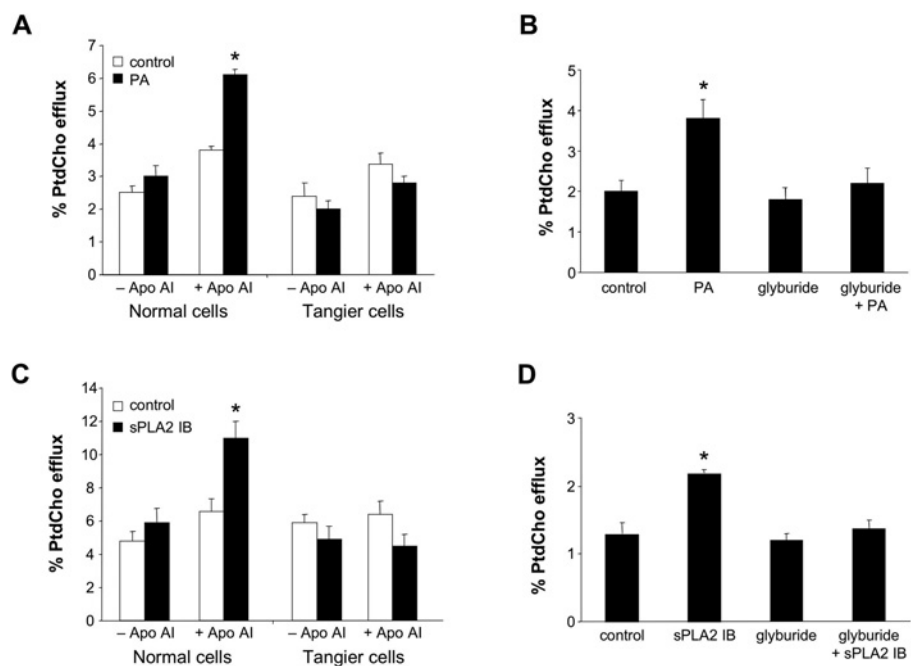 A
% PtdCho efflux
7
6
5
4
3
2
1
0
control
PA
*
– Apo AI + Apo AI – Apo AI + Apo AI
Normal cells Tangier cells
B
% PtdCho efflux
5
4
3
2
1
0
*
control PA glyburide glyburide
+ PA
C
% PtdCho efflux
14
12
10
8
6
4
2
0
control
sPLA2 IB
*
– Apo AI + Apo AI – Apo AI + Apo AI
Normal cells Tangier cells
D
% PtdCho efflux
3
2
1
0
*
control sPLA2 IB glyburide glyburide
+ sPLA2 IB